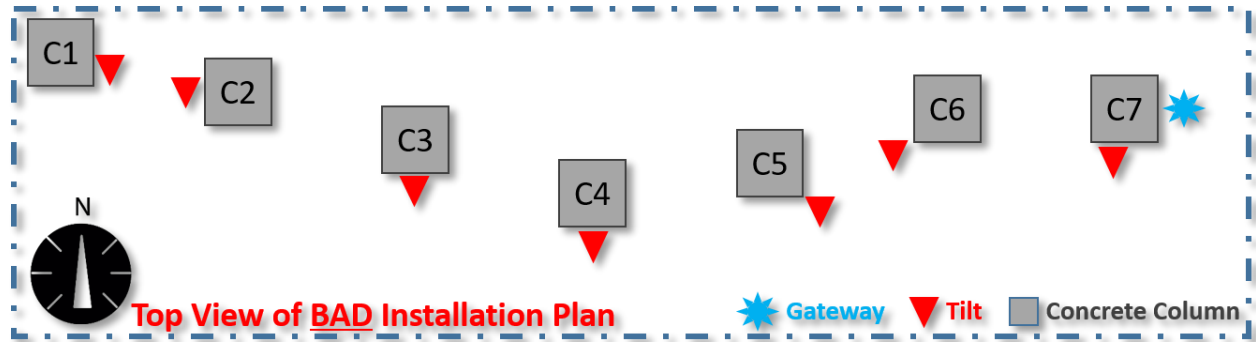 C1
C2
C3
C4
C5
C6
C7
N
Top View of BAD Installation Plan
Gateway
Tilt
Concrete Column